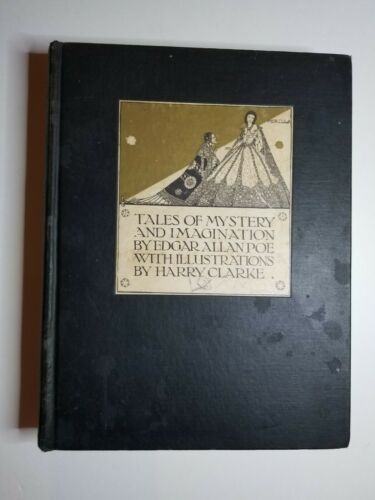 TALES OF MYSTERY
AND IMAGINATION
BY EDGAR ALLAN POE
WITH ILLUSTRATIONS
BY HARRY CLARKE.